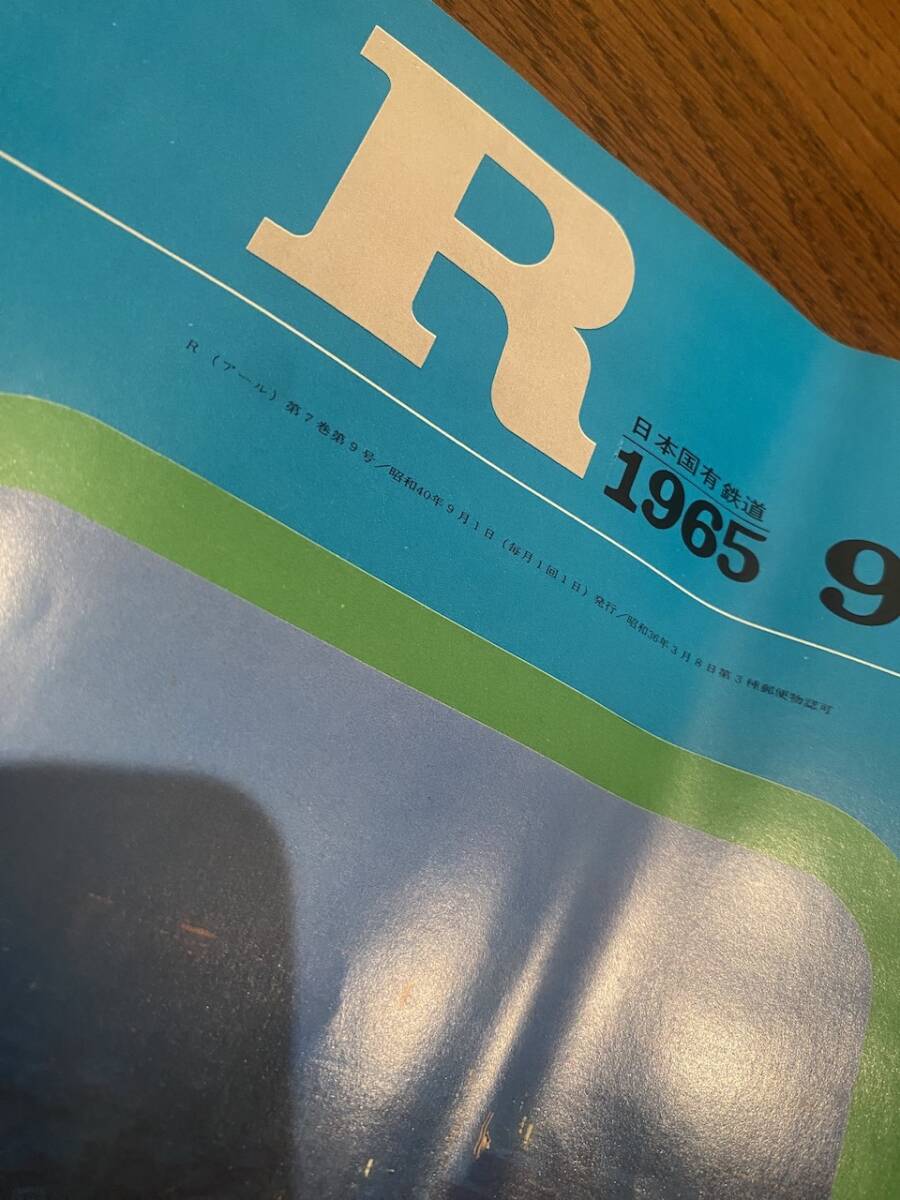 R
日本国有鉄道
1965 9
R（アール）第7巻第9号／昭和40年9月1日（毎月1回1日）発行／昭和36年3月8日第3種郵便物認可